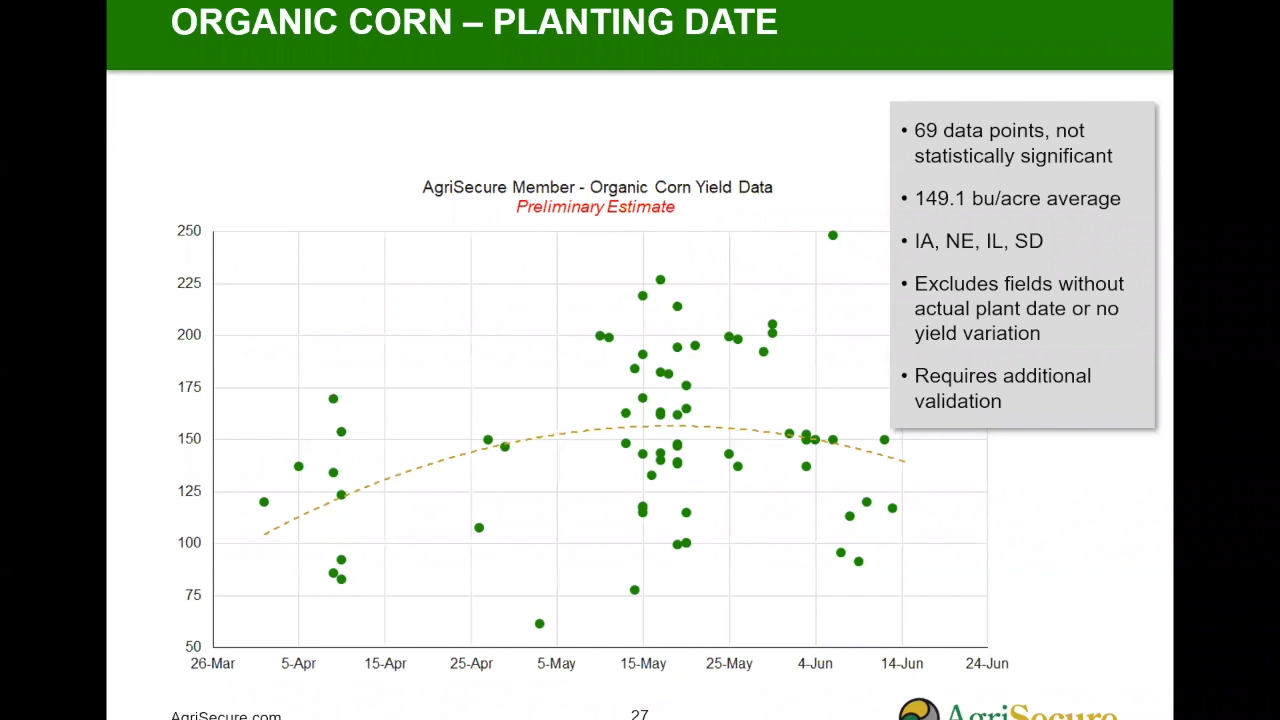 ORGANIC CORN – PLANTING DATE
• 69 data points, not
statistically significant
• 149.1 bu/acre average
• IA, NE, IL, SD
• Excludes fields without
actual plant date or no
yield variation
• Requires additional
validation
AgriSecure Member - Organic Corn Yield Data
Preliminary Estimate
250
225
200
175
150
125
100
75
50
26-Mar 5-Apr 15-Apr 25-Apr 5-May 15-May 25-May 4-Jun 14-Jun 24-Jun
AgriSecure.com 27 AgriSecure